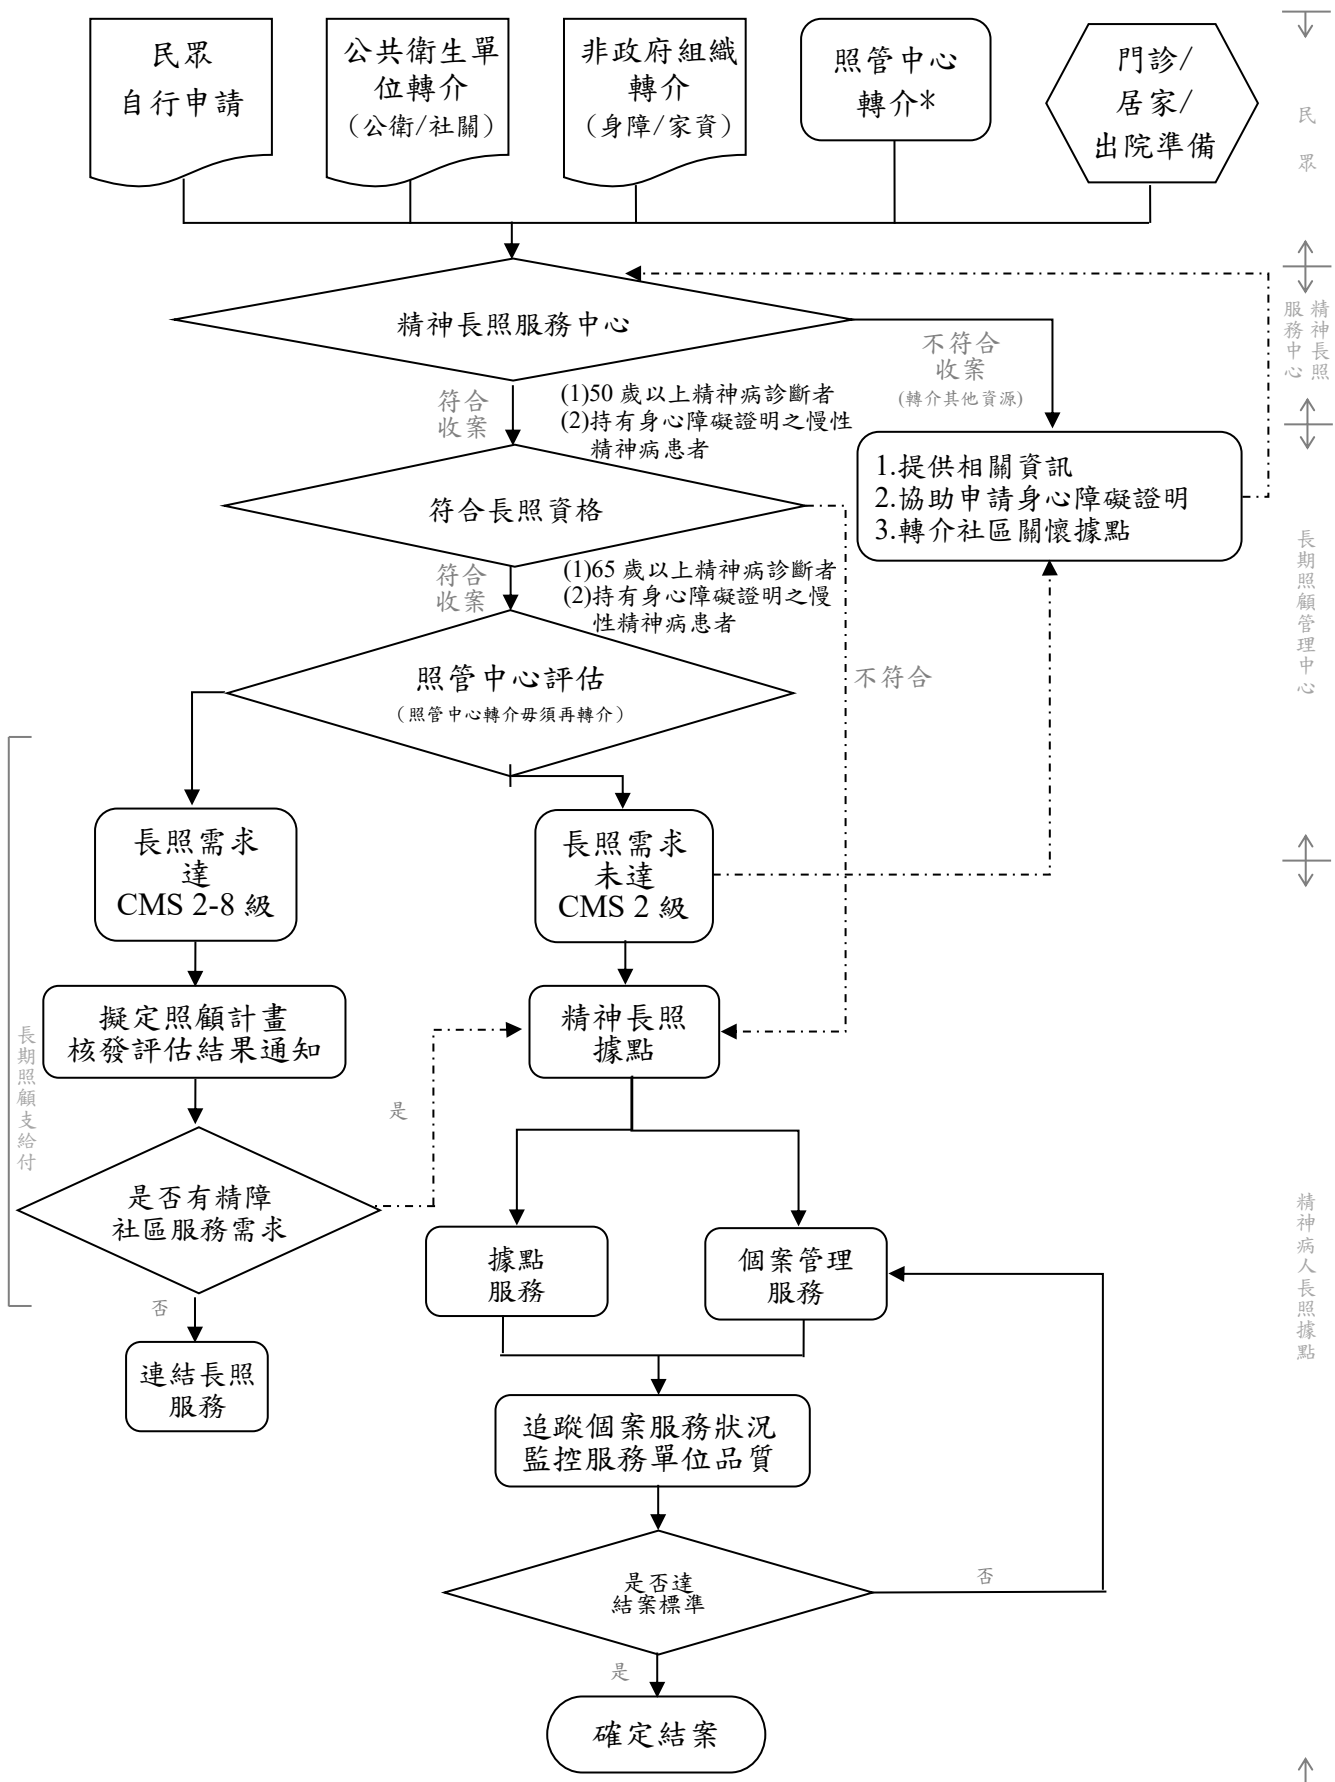 民眾
自行申請
公共衛生單
位轉介
（公衛/社關）
非政府組織
轉介
（身障/家資）
照管中心
轉介*
門診/
居家/
出院準備
民
眾
精神長照服務中心
不符合
收案
(轉介其他資源)
精神長照
服務中心
符合
收案
(1)50 歲以上精神病診斷者
(2)持有身心障礙證明之慢性
精神病患者
1.提供相關資訊
2.協助申請身心障礙證明
3.轉介社區關懷據點
符合長照資格
長期照顧管理中心
符合
收案
(1)65 歲以上精神病診斷者
(2)持有身心障礙證明之慢
性精神病患者
照管中心評估
（照管中心轉介毋須再轉介）
不符合
長照需求
達
CMS 2-8 級
長照需求
未達
CMS 2 級
擬定照顧計畫
核發評估結果通知
精神長照
據點
長期照顧支給付
是
是否有精障
社區服務需求
精神病人長照據點
據點
服務
個案管理
服務
否
連結長照
服務
追蹤個案服務狀況
監控服務單位品質
是否達
結案標準
否
是
確定結案